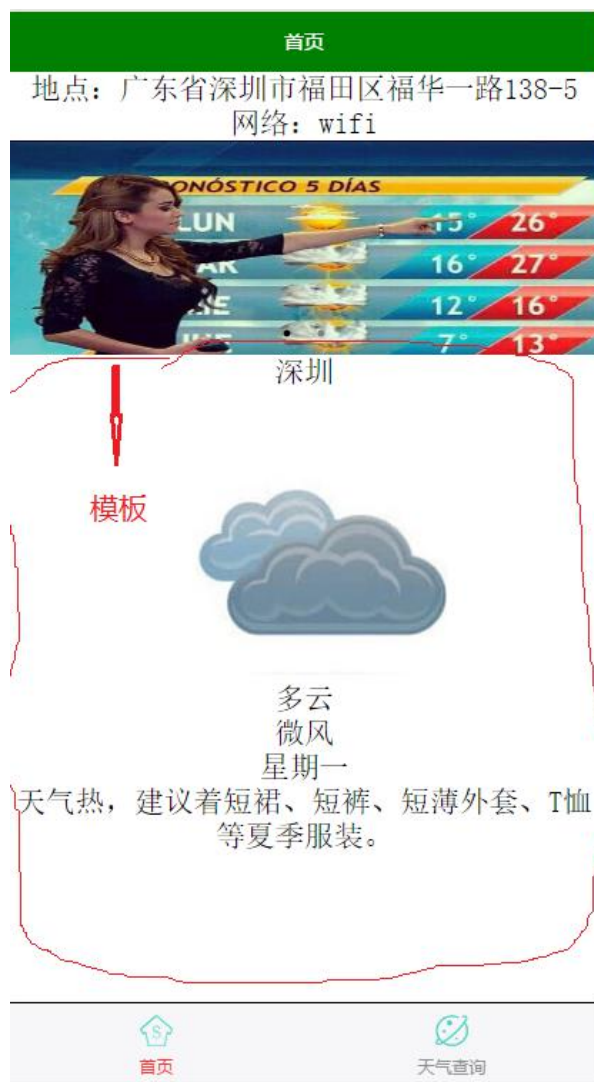 首页
地点：广东省深圳市福田区福华一路138-5
网络：wifi
ONÓSTICO 5 DÍAS
LUN 15° 26°
AR 16° 27°
12° 16°
7° 13°
深圳
模板
多云
微风
星期一
天气热，建议着短裙、短裤、短薄外套、T恤
等夏季服装。
首页 天气查询